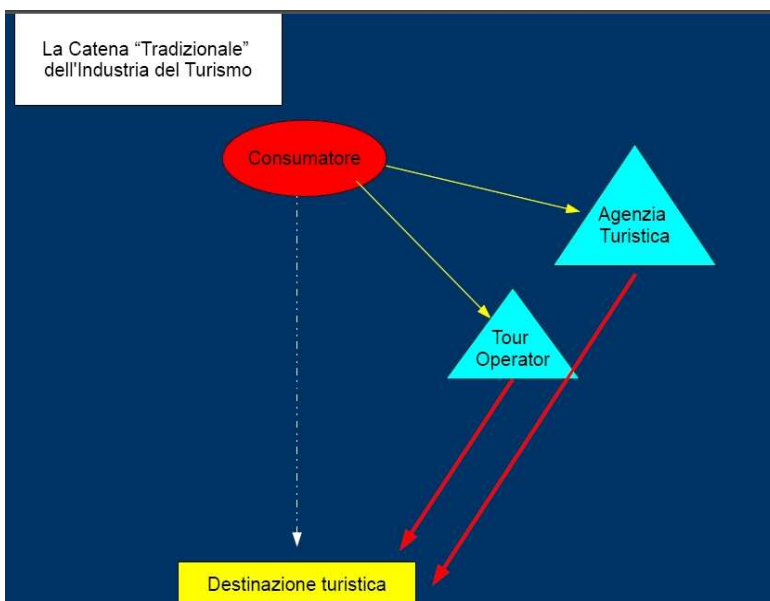 La Catena “Tradizionale”
dell'Industria del Turismo
Consumatore
Agenzia
Turistica
Tour
Operator
Destinazione turistica